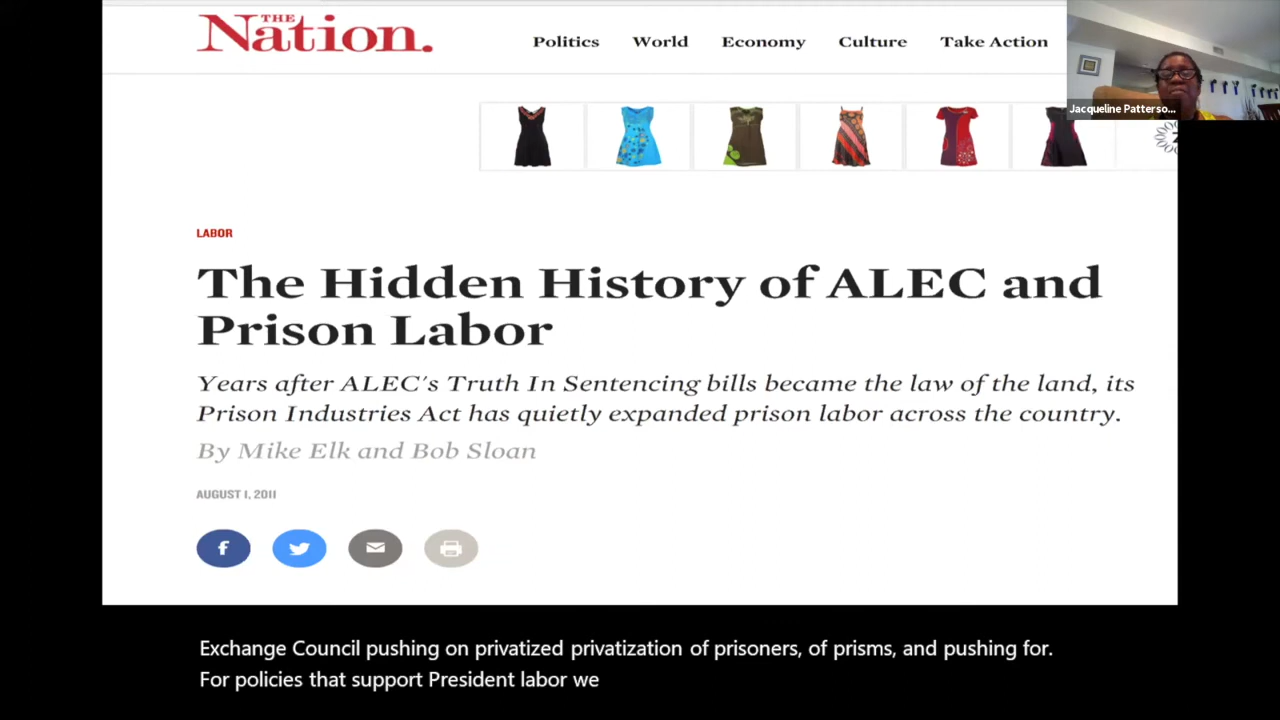 THE
Nation.
Politics World Economy Culture Take Action
Jacqueline Patterso...
LABOR
The Hidden History of ALEC and
Prison Labor
Years after ALEC's Truth In Sentencing bills became the law of the land, its
Prison Industries Act has quietly expanded prison labor across the country.
By Mike Elk and Bob Sloan
AUGUST 1, 2011
Exchange Council pushing on privatized privatization of prisoners, of prisms, and pushing for.
For policies that support President labor we